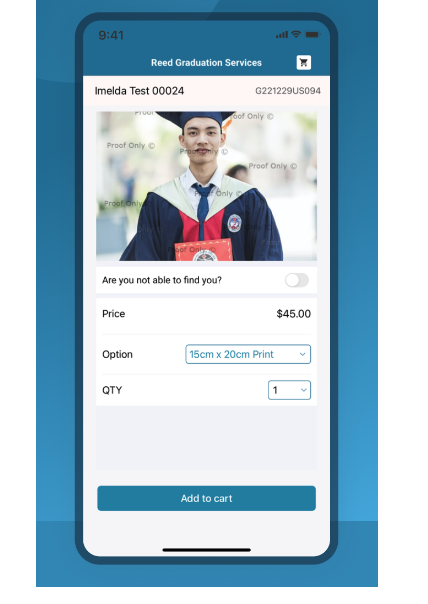 9:41
Reed Graduation Services
Imelda Test 00024 G221229US094
Proof Only ©
Proof Only ©
Proof Only ©
Proof Only ©
Proof Only ©
Proof Only ©
Are you not able to find you?
Price $45.00
Option 15cm x 20cm Print
QTY 1
Add to cart